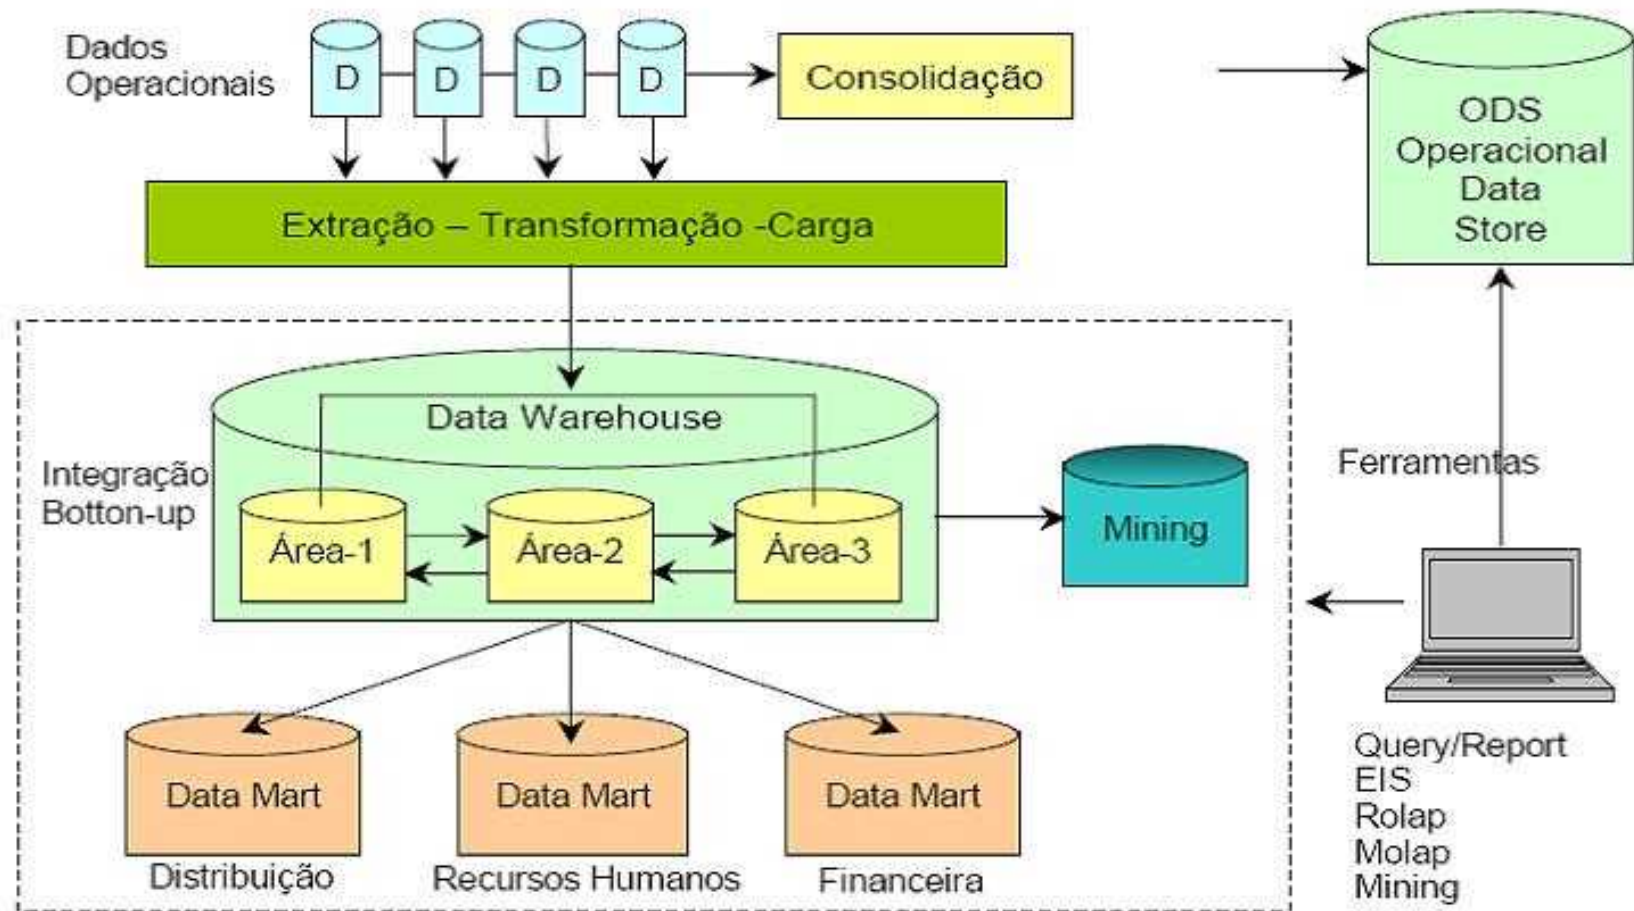 Dados
Operacionais
D
D
D
D
Consolidação
ODS
Operacional
Data
Store
Extração – Transformação -Carga
Data Warehouse
Integração
Botton-up
Área-1
Área-2
Área-3
Mining
Ferramentas
Data Mart
Data Mart
Data Mart
Distribuição
Recursos Humanos
Financeira
Query/Report
EIS
Rolap
Molap
Mining